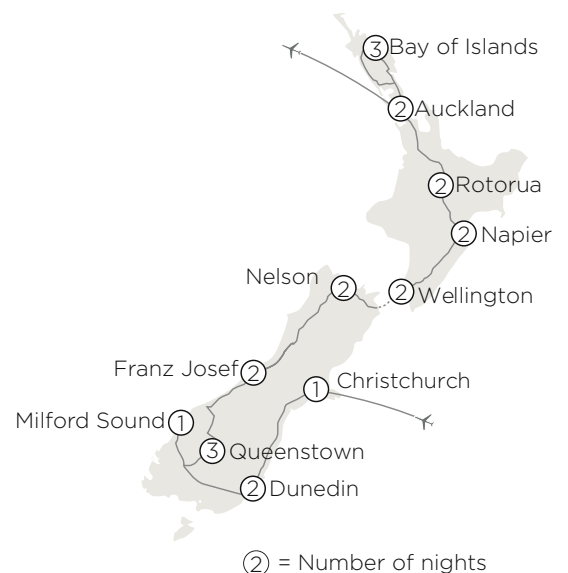 3 Bay of Islands
2 Auckland
2 Rotorua
2 Napier
Nelson 2
2 Wellington
Franz Josef 2
1 Christchurch
Milford Sound 1
3 Queenstown
2 Dunedin
2 = Number of nights